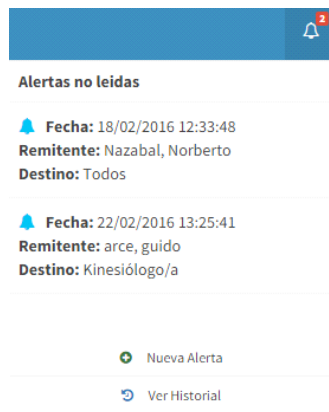 2
Alertas no leidas
Fecha: 18/02/2016 12:33:48
Remitente: Nazabal, Norberto
Destino: Todos
Fecha: 22/02/2016 13:25:41
Remitente: arce, guido
Destino: Kinesiólogo/a
Nueva Alerta
Ver Historial